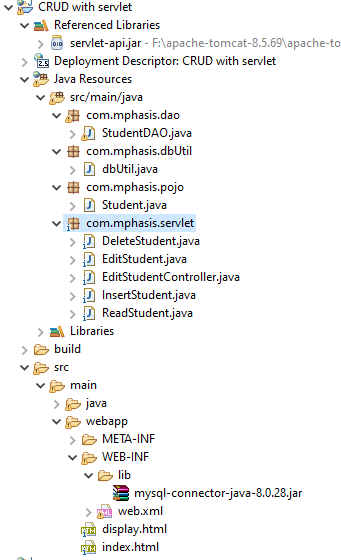 CRUD with servlet
Referenced Libraries
servlet-api.jar - F:\apache-tomcat-8.5.69\apache-to
Deployment Descriptor: CRUD with servlet
Java Resources
src/main/java
com.mphasis.dao
StudentDAO.java
com.mphasis.dbUtil
dbUtil.java
com.mphasis.pojo
Student.java
com.mphasis.servlet
DeleteStudent.java
EditStudent.java
EditStudentController.java
InsertStudent.java
ReadStudent.java
Libraries
build
src
main
java
webapp
META-INF
WEB-INF
lib
mysql-connector-java-8.0.28.jar
web.xml
display.html
index.html